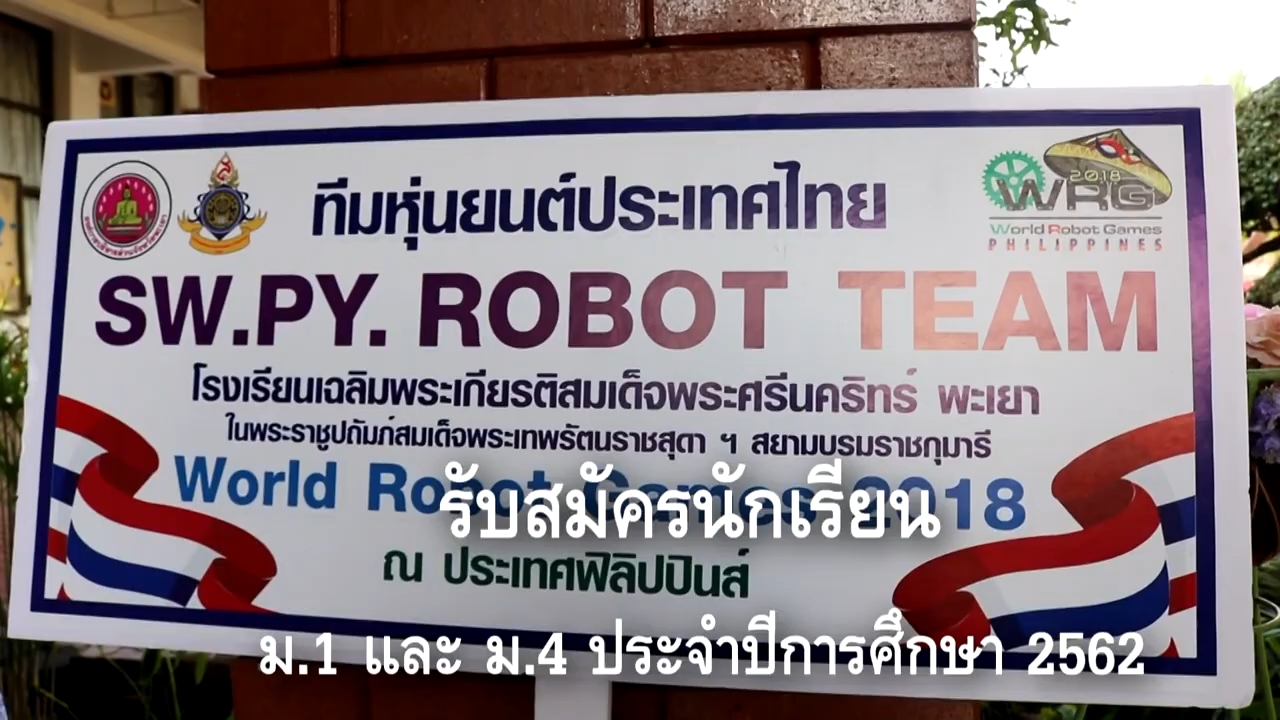 ทีมหุ่นยนต์ประเทศไทย
2018
WRG
World Robot Games
PHILIPPINES
SW.PY. ROBOT TEAM
โรงเรียนเฉลิมพระเกียรติสมเด็จพระศรีนครินทร์ พะเยา
ในพระราชูปถัมภ์สมเด็จพระเทพรัตนราชสุดา ฯ สยามบรมราชกุมารี
World Robot Games 2018
รับสมัครนักเรียน
ณ ประเทศฟิลิปปินส์
ม.1 และ ม.4 ประจำปีการศึกษา 2562